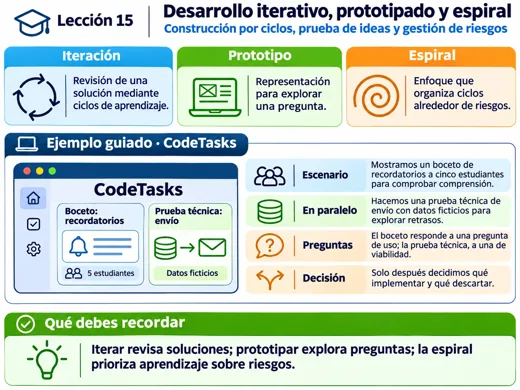 Lección 15
Desarrollo iterativo, prototipado y espiral
Construcción por ciclos, prueba de ideas y gestión de riesgos
Iteración
Revisión de una
solución mediante
ciclos de aprendizaje.
Prototipo
Representación
para explorar
una pregunta.
Espiral
Enfoque que
organiza ciclos
alrededor de riesgos.
Ejemplo guiado · CodeTasks
CodeTasks
Boceto:
recordatorios
5 estudiantes
Prueba técnica:
envío
Datos ficticios
Escenario
Mostramos un boceto de
recordatorios a cinco estudiantes
para comprobar comprensión.
En paralelo
Hacemos una prueba técnica de
envío con datos ficticios para
explorar retrasos.
Preguntas
El boceto responde a una pregunta
de uso; la prueba técnica, a una de
viabilidad.
Decisión
Solo después decidimos qué
implementar y qué descartar.
Qué debes recordar
Iterar revisa soluciones; prototipar explora preguntas; la espiral
prioriza aprendizaje sobre riesgos.